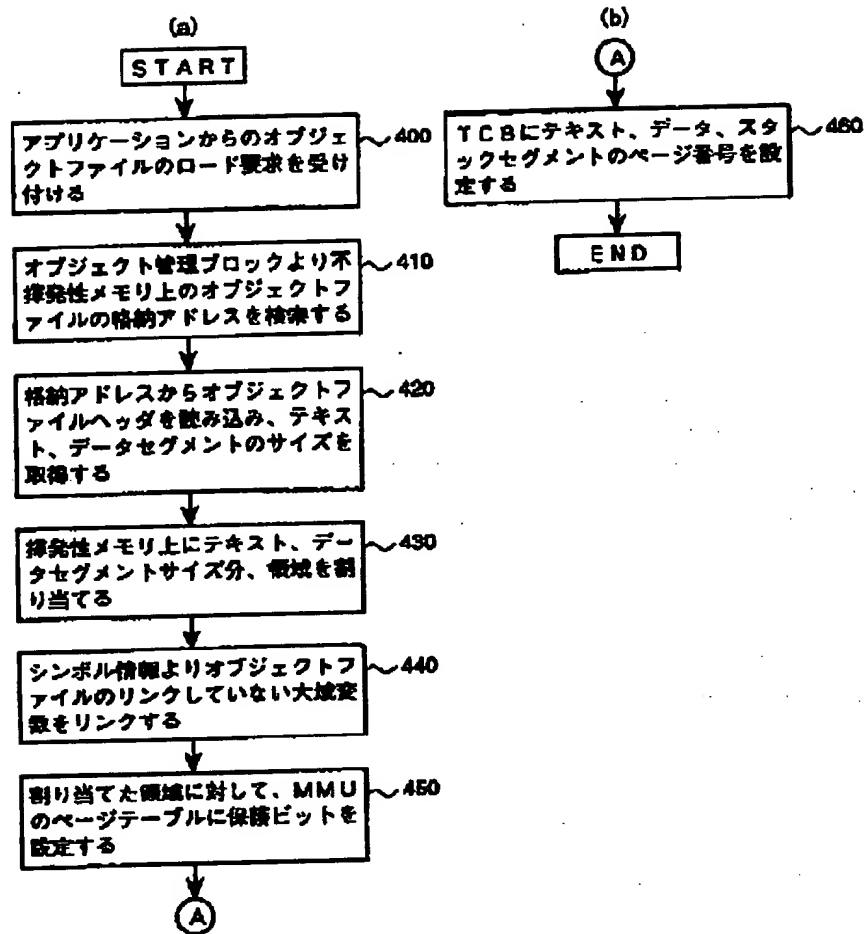 (a)
START
アプリケーションからのオブジェ
クトファイルのロード要求を受け
付ける
400
オブジェクト管理ブロックより不
揮発性メモリ上のオブジェクトフ
ァイルの格納アドレスを検索する
410
格納アドレスからオブジェクトフ
ァイルヘッダを読み込み、テキス
ト、データセグメントのサイズを
取得する
420
揮発性メモリ上にテキスト、デー
タセグメントサイズ分、領域を割
り当てる
430
シンボル情報よりオブジェクトフ
ァイルのリンクしていない大域変
数をリンクする
440
割り当てた領域に対して、MMU
のページテーブルに保護ビットを
設定する
450
A
(b)
A
TCBにテキスト、データ、スタ
ックセグメントのページ番号を設
定する
460
END